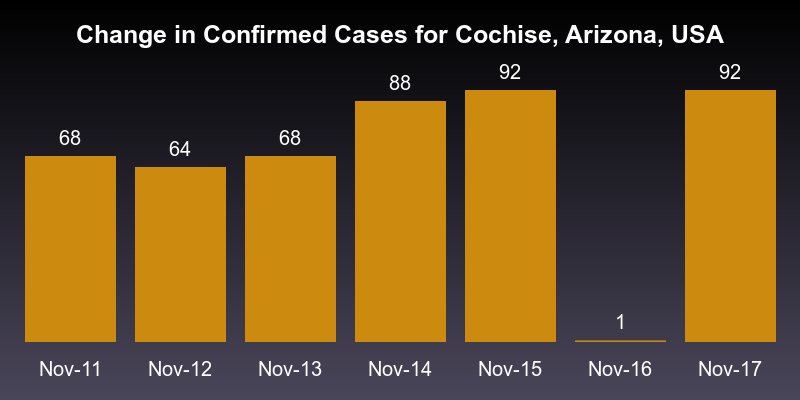 Change in Confirmed Cases for Cochise, Arizona, USA
68 64 68 88 92 1 92
Nov-11 Nov-12 Nov-13 Nov-14 Nov-15 Nov-16 Nov-17